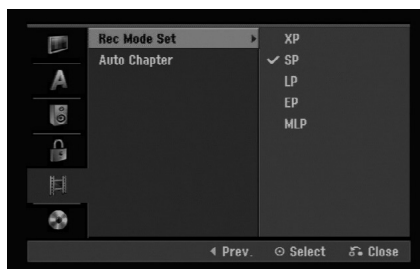 Rec Mode Set
Auto Chapter
XP
SP
LP
EP
MLP
A
Prev.
Select
Close